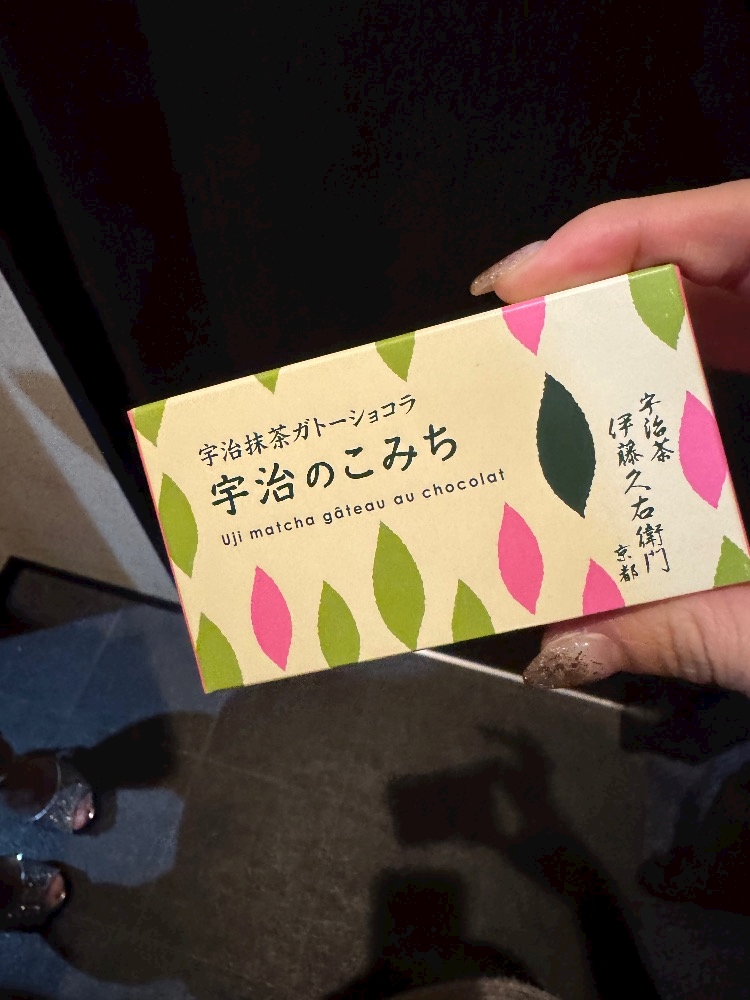 宇治抹茶ガトーショコラ
宇治のこみち
Uji matcha gâteau au chocolat
宇治茶
伊藤久右衛門
京都